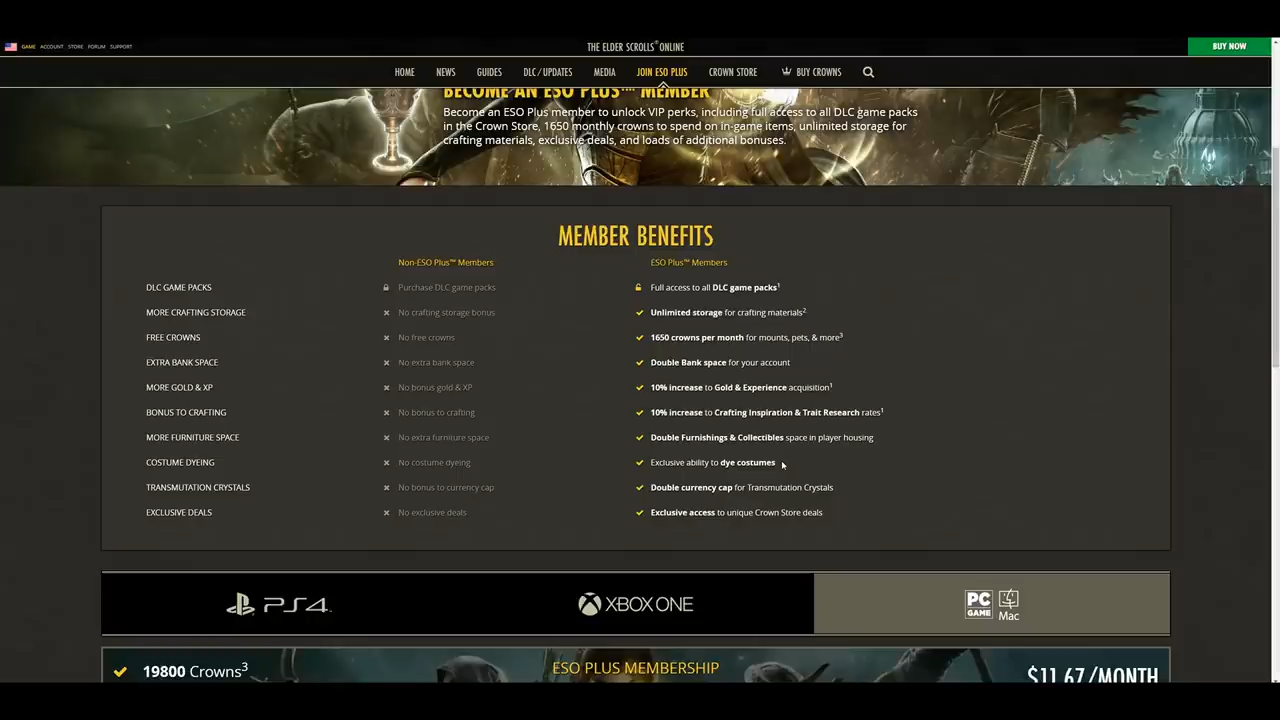 GAME ACCOUNT STORE FORUM SUPPORT
THE ELDER SCROLLS® ONLINE
BUY NOW
HOME NEWS GUIDES DLC/UPDATES MEDIA JOIN ESO PLUS CROWN STORE BUY CROWNS
BECOME AN ESO PLUS™ MEMBER
Become an ESO Plus™ member to unlock VIP perks, including full access to all DLC game packs
in the Crown Store, 1650 monthly crowns to spend on in-game items, unlimited storage for
crafting materials, exclusive deals, and loads of additional bonuses.
MEMBER BENEFITS
Non-ESO Plus™ Members ESO Plus™ Members
DLC GAME PACKS Purchase DLC game packs Full access to all DLC game packs¹
MORE CRAFTING STORAGE No crafting storage bonus Unlimited storage for crafting materials²
FREE CROWNS No free crowns 1650 crowns per month for mounts, pets, & more³
EXTRA BANK SPACE No extra bank space Double Bank space for your account
MORE GOLD & XP No bonus gold & XP 10% increase to Gold & Experience acquisition¹
BONUS TO CRAFTING No bonus to crafting 10% increase to Crafting Inspiration & Trait Research rates¹
MORE FURNITURE SPACE No extra furniture space Double Furnishings & Collectibles space in player housing
COSTUME DYEING No costume dyeing Exclusive ability to dye costumes
TRANSMUTATION CRYSTALS No bonus to currency cap Double currency cap for Transmutation Crystals
EXCLUSIVE DEALS No exclusive deals Exclusive access to unique Crown Store deals
PS4 XBOX ONE PC GAME Mac
19800 Crowns³ ESO PLUS MEMBERSHIP $11.67/MONTH